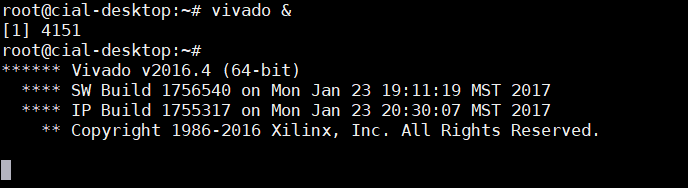 root@cial-desktop:~# vivado &
[1] 4151
root@cial-desktop:~#
****** Vivado v2016.4 (64-bit)
  **** SW Build 1756540 on Mon Jan 23 19:11:19 MST 2017
  **** IP Build 1755317 on Mon Jan 23 20:30:07 MST 2017
    ** Copyright 1986-2016 Xilinx, Inc. All Rights Reserved.